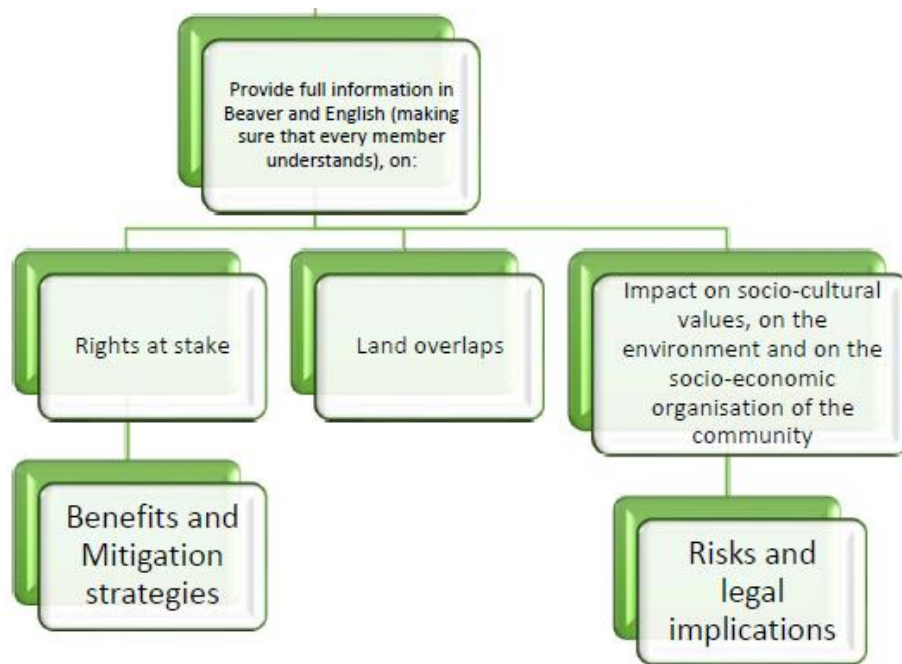 Provide full information in
Beaver and English (making
sure that every member
understands), on:
Rights at stake
Land overlaps
Impact on socio-cultural
values, on the
environment and on the
socio-economic
organisation of the
community
Benefits and
Mitigation
strategies
Risks and
legal
implications